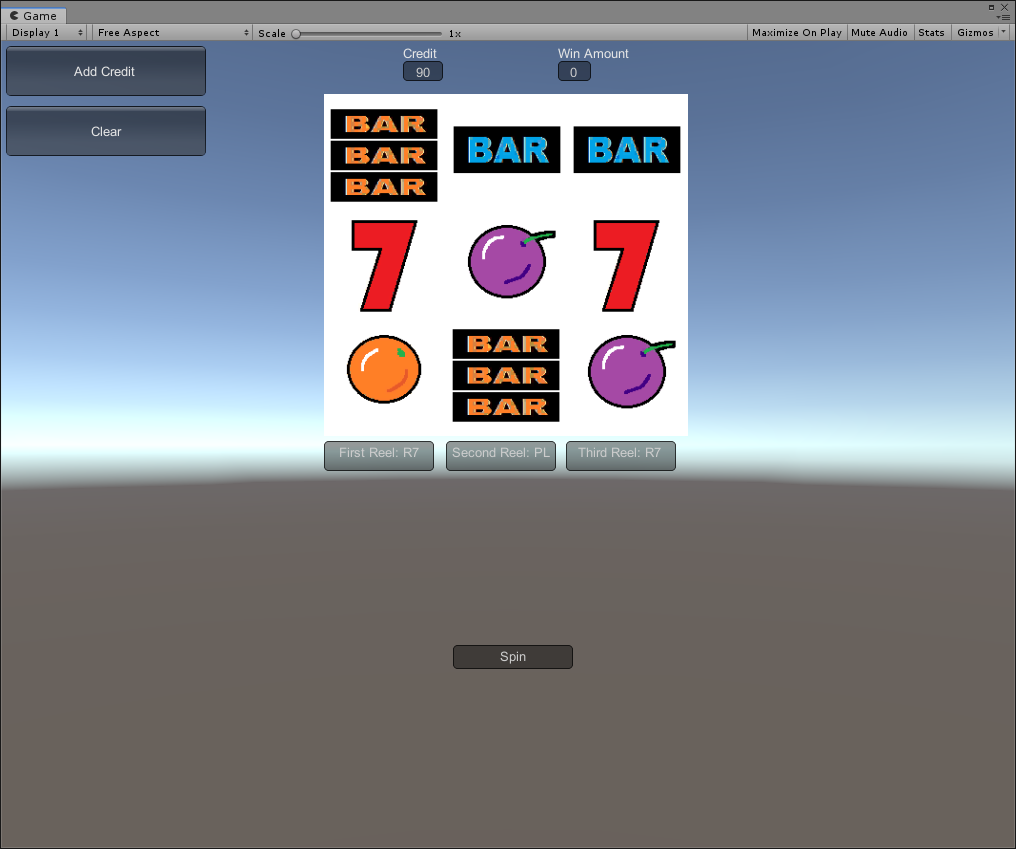 Game
Display 1 Free Aspect Scale 1x Maximize On Play Mute Audio Stats Gizmos
Add Credit
Clear
Credit Win Amount
90 0
BAR
BAR BAR BAR
BAR
7 7
BAR
BAR
BAR
First Reel: R7 Second Reel: PL Third Reel: R7
Spin